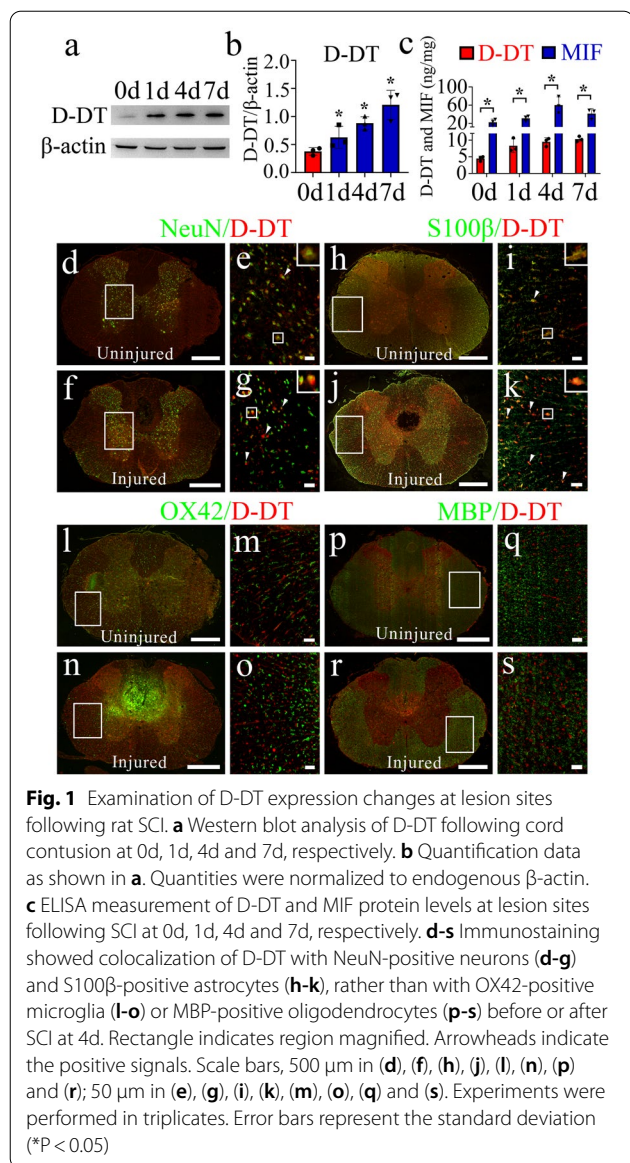 a
b
D-DT
c
D-DT
MIF
0d 1d 4d 7d
D-DT
β-actin
D-DT/β-actin
2.0
1.5
1.0
0.5
0.0
* * *
0d 1d 4d 7d
D-DT and MIF (ng/mg)
100
60
20
15
10
5
0
* * * *
0d 1d 4d 7d
NeuN/D-DT
S100β/D-DT
d
e
h
i
Uninjured
Uninjured
f
g
j
k
Injured
Injured
OX42/D-DT
MBP/D-DT
l
m
p
q
Uninjured
Uninjured
n
o
r
s
Injured
Injured
Fig. 1 Examination of D-DT expression changes at lesion sites
following rat SCI. a Western blot analysis of D-DT following cord
contusion at 0d, 1d, 4d and 7d, respectively. b Quantification data
as shown in a. Quantities were normalized to endogenous β-actin.
c ELISA measurement of D-DT and MIF protein levels at lesion sites
following SCI at 0d, 1d, 4d and 7d, respectively. d-s Immunostaining
showed colocalization of D-DT with NeuN-positive neurons (d-g)
and S100β-positive astrocytes (h-k), rather than with OX42-positive
microglia (l-o) or MBP-positive oligodendrocytes (p-s) before or after
SCI at 4d. Rectangle indicates region magnified. Arrowheads indicate
the positive signals. Scale bars, 500 μm in (d), (f), (h), (j), (l), (n), (p)
and (r); 50 μm in (e), (g), (i), (k), (m), (o), (q) and (s). Experiments were
performed in triplicates. Error bars represent the standard deviation
(*P < 0.05)